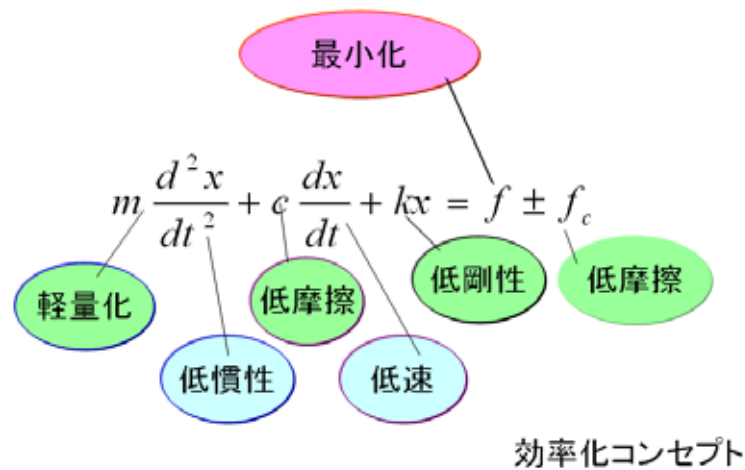 最小化
m d²x/dt² + c dx/dt + kx = f ± f_c
軽量化
低摩擦
低剛性
低摩擦
低慣性
低速
効率化コンセプト